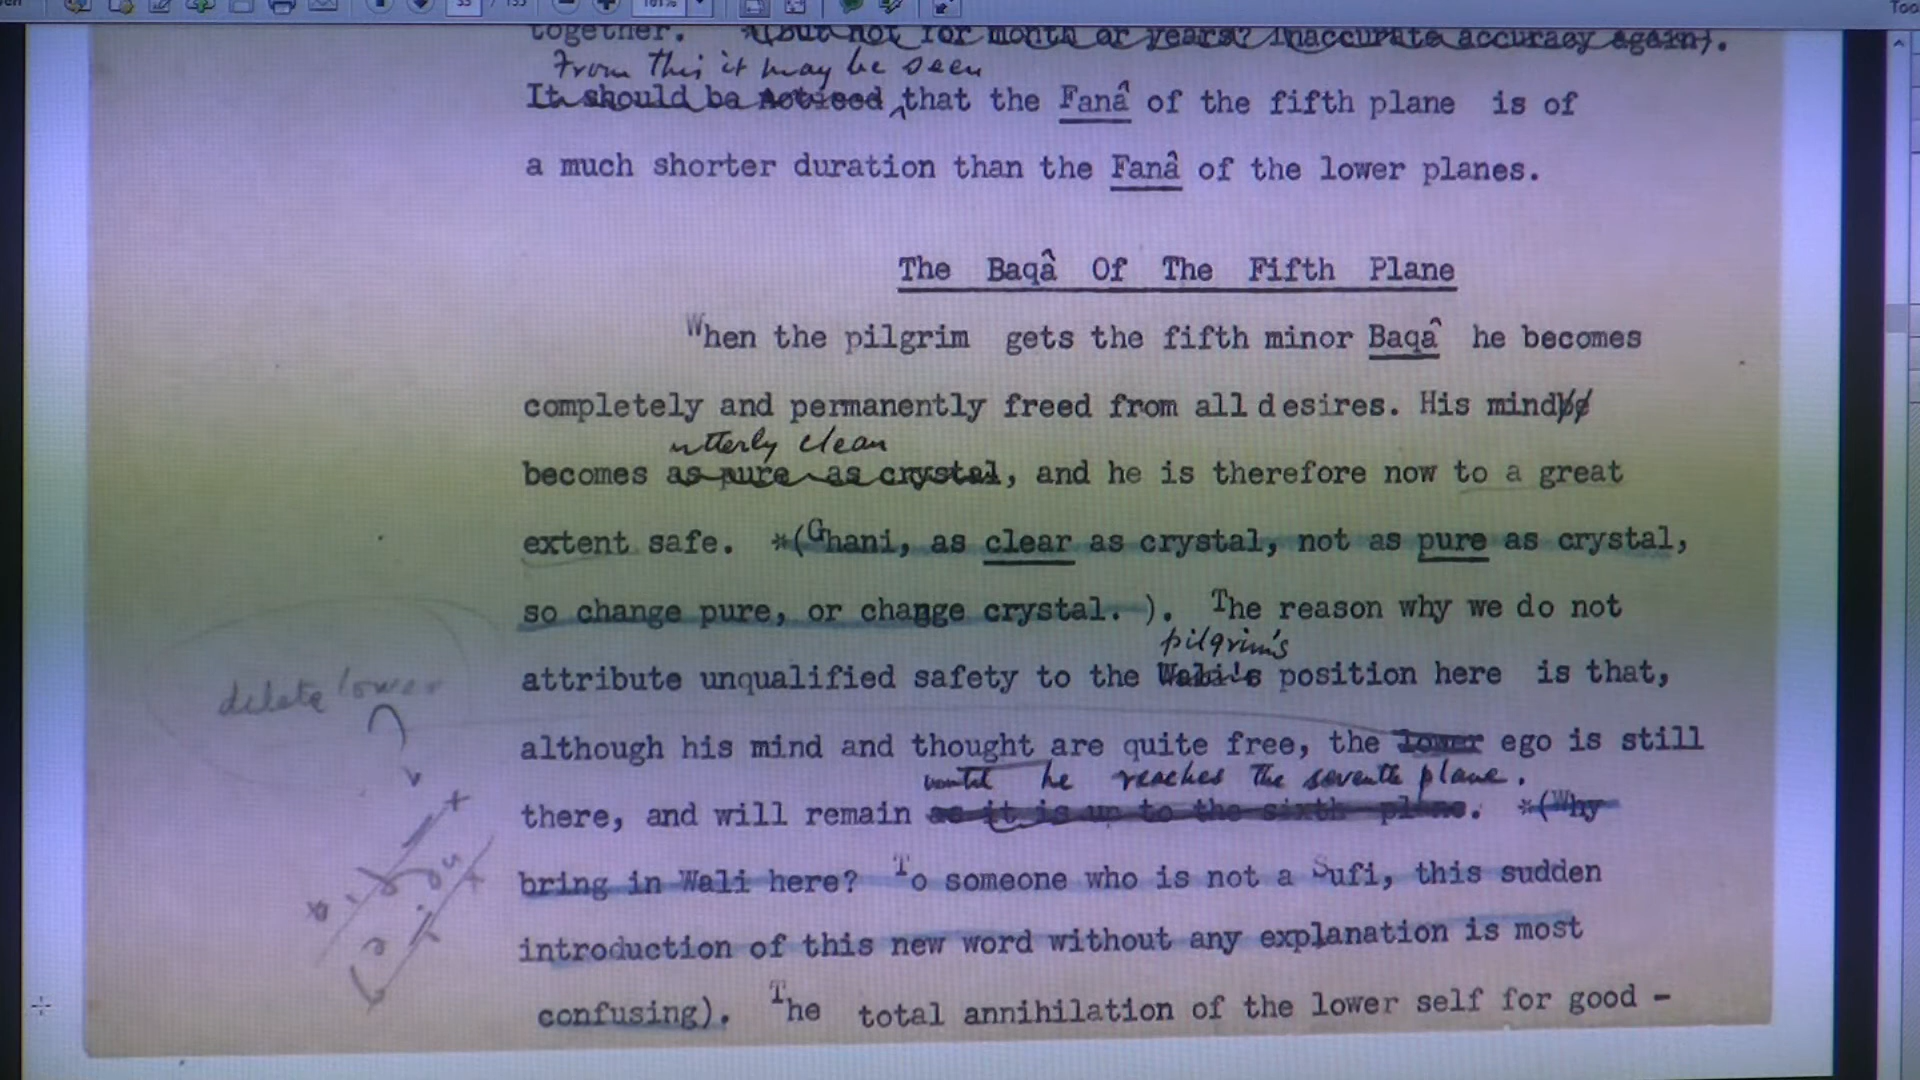 together. *(but not for month or years? Inaccurate accuracy again).
From this it may be seen
It should be noticed that the Fanâ of the fifth plane is of
a much shorter duration than the Fanâ of the lower planes.
The Baqâ Of The Fifth Plane
When the pilgrim gets the fifth minor Baqâ he becomes
completely and permanently freed from all desires. His mind
utterly clean
becomes as pure as crystal, and he is therefore now to a great
extent safe. *(Ghani, as clear as crystal, not as pure as crystal,
so change pure, or change crystal. ). The reason why we do not
pilgrim's
attribute unqualified safety to the Wali's position here is that,
delete lower
although his mind and thought are quite free, the lower ego is still
until he reaches the seventh plane.
there, and will remain as it is up to the sixth plane. *(Why
bring in Wali here? To someone who is not a Sufi, this sudden
introduction of this new word without any explanation is most
confusing). The total annihilation of the lower self for good -